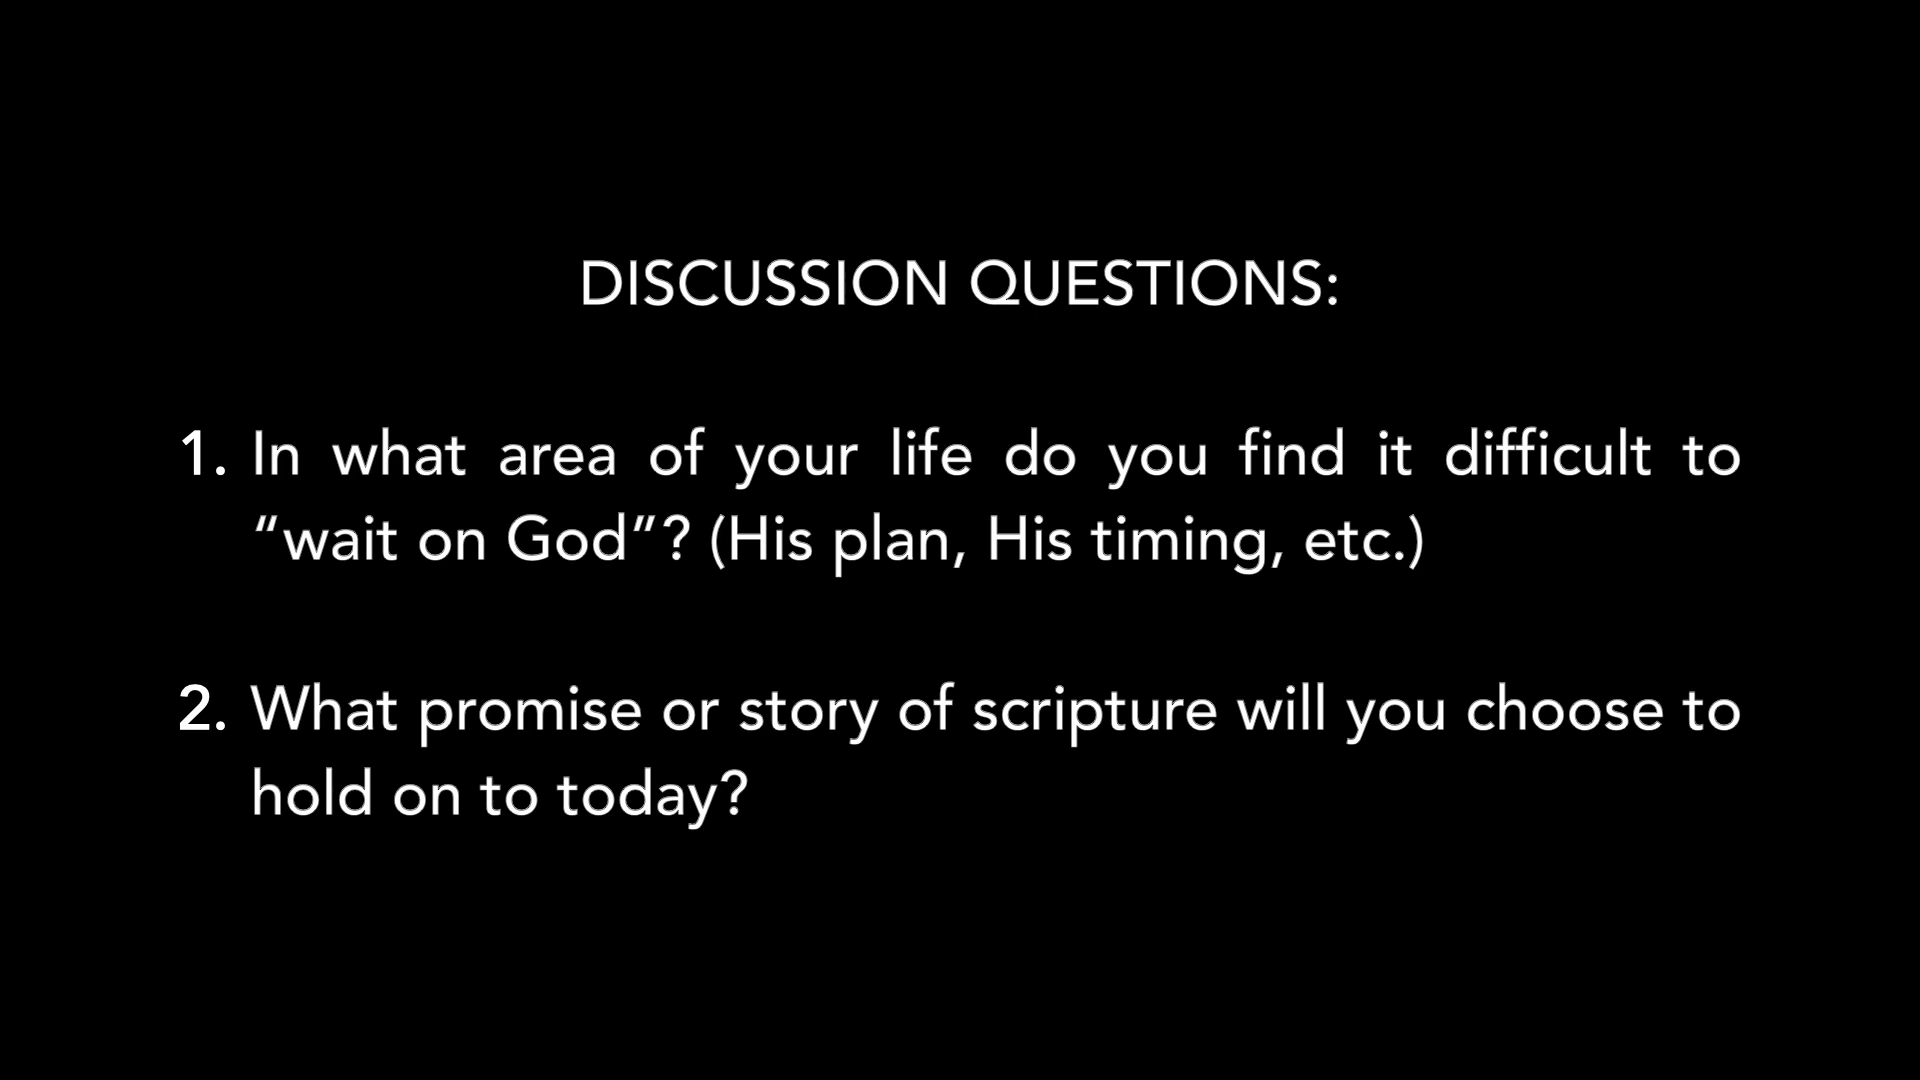 DISCUSSION QUESTIONS:
1. In what area of your life do you find it difficult to
“wait on God”? (His plan, His timing, etc.)
2. What promise or story of scripture will you choose to
hold on to today?